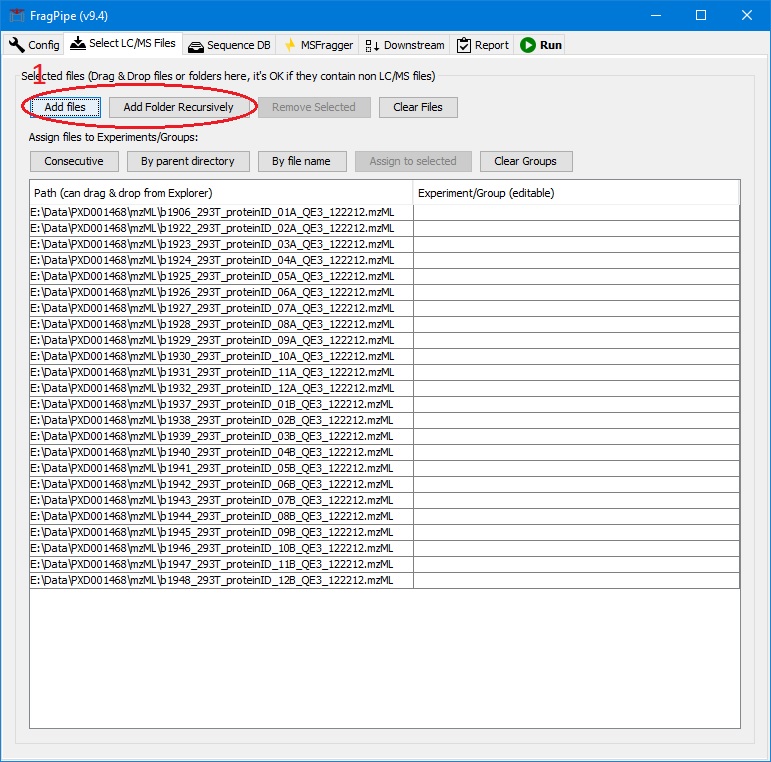 FragPipe (v9.4)
Config Select LC/MS Files Sequence DB MSFragger Downstream Report Run
Selected files (Drag & Drop files or folders here, it's OK if they contain non LC/MS files)
1
Add files Add Folder Recursively Remove Selected Clear Files
Assign files to Experiments/Groups:
Consecutive By parent directory By file name Assign to selected Clear Groups
Path (can drag & drop from Explorer) Experiment/Group (editable)
E:\Data\PXD001468\mzML\b1906_293T_proteinID_01A_QE3_122212.mzML
E:\Data\PXD001468\mzML\b1922_293T_proteinID_02A_QE3_122212.mzML
E:\Data\PXD001468\mzML\b1923_293T_proteinID_03A_QE3_122212.mzML
E:\Data\PXD001468\mzML\b1924_293T_proteinID_04A_QE3_122212.mzML
E:\Data\PXD001468\mzML\b1925_293T_proteinID_05A_QE3_122212.mzML
E:\Data\PXD001468\mzML\b1926_293T_proteinID_06A_QE3_122212.mzML
E:\Data\PXD001468\mzML\b1927_293T_proteinID_07A_QE3_122212.mzML
E:\Data\PXD001468\mzML\b1928_293T_proteinID_08A_QE3_122212.mzML
E:\Data\PXD001468\mzML\b1929_293T_proteinID_09A_QE3_122212.mzML
E:\Data\PXD001468\mzML\b1930_293T_proteinID_10A_QE3_122212.mzML
E:\Data\PXD001468\mzML\b1931_293T_proteinID_11A_QE3_122212.mzML
E:\Data\PXD001468\mzML\b1932_293T_proteinID_12A_QE3_122212.mzML
E:\Data\PXD001468\mzML\b1937_293T_proteinID_01B_QE3_122212.mzML
E:\Data\PXD001468\mzML\b1938_293T_proteinID_02B_QE3_122212.mzML
E:\Data\PXD001468\mzML\b1939_293T_proteinID_03B_QE3_122212.mzML
E:\Data\PXD001468\mzML\b1940_293T_proteinID_04B_QE3_122212.mzML
E:\Data\PXD001468\mzML\b1941_293T_proteinID_05B_QE3_122212.mzML
E:\Data\PXD001468\mzML\b1942_293T_proteinID_06B_QE3_122212.mzML
E:\Data\PXD001468\mzML\b1943_293T_proteinID_07B_QE3_122212.mzML
E:\Data\PXD001468\mzML\b1944_293T_proteinID_08B_QE3_122212.mzML
E:\Data\PXD001468\mzML\b1945_293T_proteinID_09B_QE3_122212.mzML
E:\Data\PXD001468\mzML\b1946_293T_proteinID_10B_QE3_122212.mzML
E:\Data\PXD001468\mzML\b1947_293T_proteinID_11B_QE3_122212.mzML
E:\Data\PXD001468\mzML\b1948_293T_proteinID_12B_QE3_122212.mzML